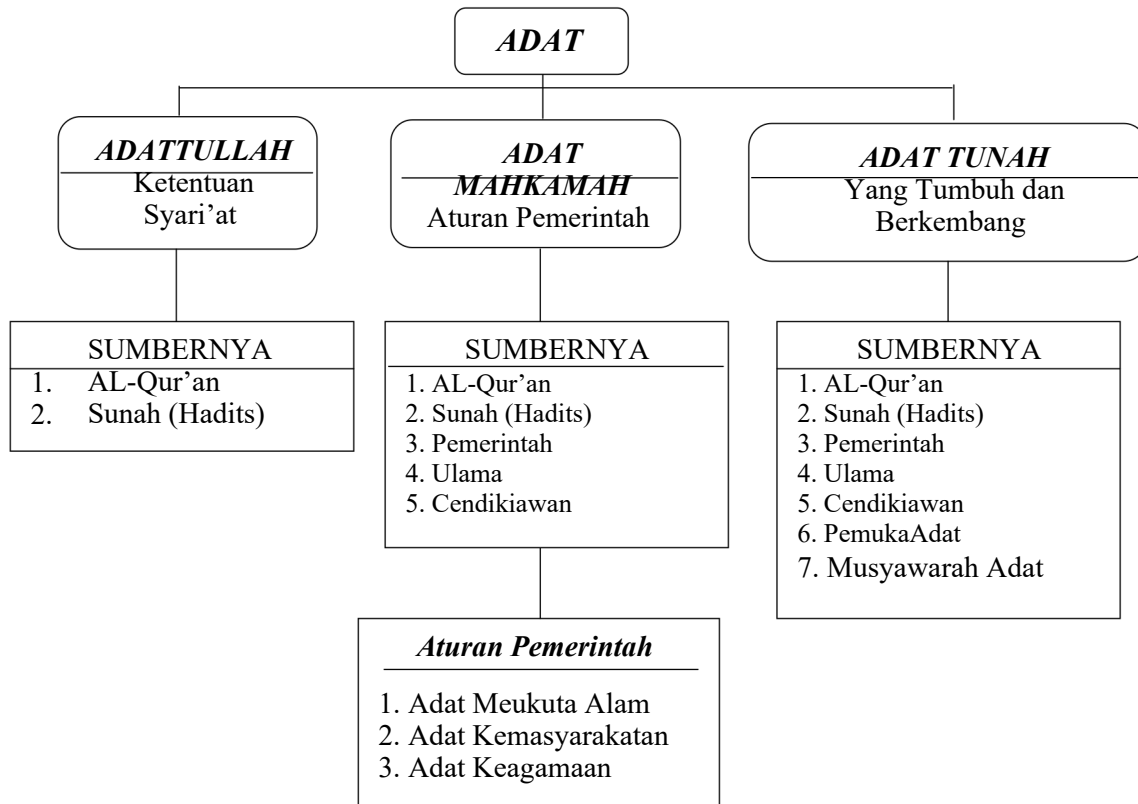 ADAT
ADATTULLAH
Ketentuan
Syari’at
ADAT
MAHKAMAH
Aturan Pemerintah
ADAT TUNAH
Yang Tumbuh dan
Berkembang
SUMBERNYA
1. AL-Qur’an
2. Sunah (Hadits)
SUMBERNYA
1. AL-Qur’an
2. Sunah (Hadits)
3. Pemerintah
4. Ulama
5. Cendikiawan
SUMBERNYA
1. AL-Qur’an
2. Sunah (Hadits)
3. Pemerintah
4. Ulama
5. Cendikiawan
6. PemukaAdat
7. Musyawarah Adat
Aturan Pemerintah
1. Adat Meukuta Alam
2. Adat Kemasyarakatan
3. Adat Keagamaan